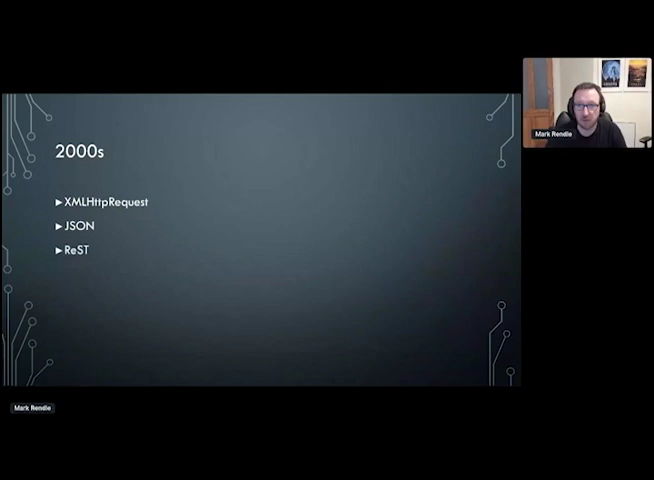 2000s
▶XMLHttpRequest
▶JSON
▶ReST
Mark Rendle
Mark Rendle